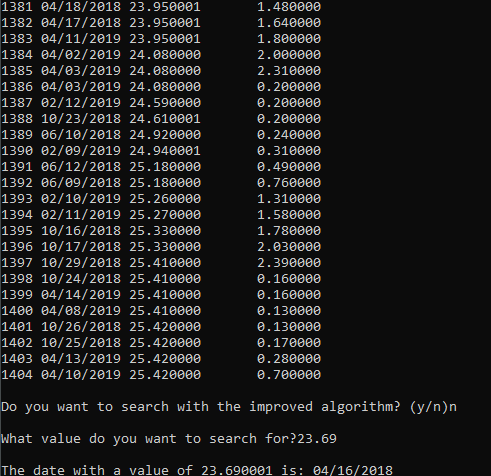 1381 04/18/2018 23.950001 1.480000
1382 04/17/2018 23.950001 1.640000
1383 04/11/2019 23.950001 1.800000
1384 04/02/2019 24.080000 2.000000
1385 04/03/2019 24.080000 2.310000
1386 04/03/2019 24.080000 0.200000
1387 02/12/2019 24.590000 0.200000
1388 10/23/2018 24.610001 0.200000
1389 06/10/2018 24.920000 0.240000
1390 02/09/2019 24.940001 0.310000
1391 06/12/2018 25.180000 0.490000
1392 06/09/2018 25.180000 0.760000
1393 02/10/2019 25.260000 1.310000
1394 02/11/2019 25.270000 1.580000
1395 10/16/2018 25.330000 1.780000
1396 10/17/2018 25.330000 2.030000
1397 10/29/2018 25.410000 2.390000
1398 10/24/2018 25.410000 0.160000
1399 04/14/2019 25.410000 0.160000
1400 04/08/2019 25.410000 0.130000
1401 10/26/2018 25.420000 0.130000
1402 10/25/2018 25.420000 0.170000
1403 04/13/2019 25.420000 0.280000
1404 04/10/2019 25.420000 0.700000
Do you want to search with the improved algorithm? (y/n)n
What value do you want to search for?23.69
The date with a value of 23.690001 is: 04/16/2018